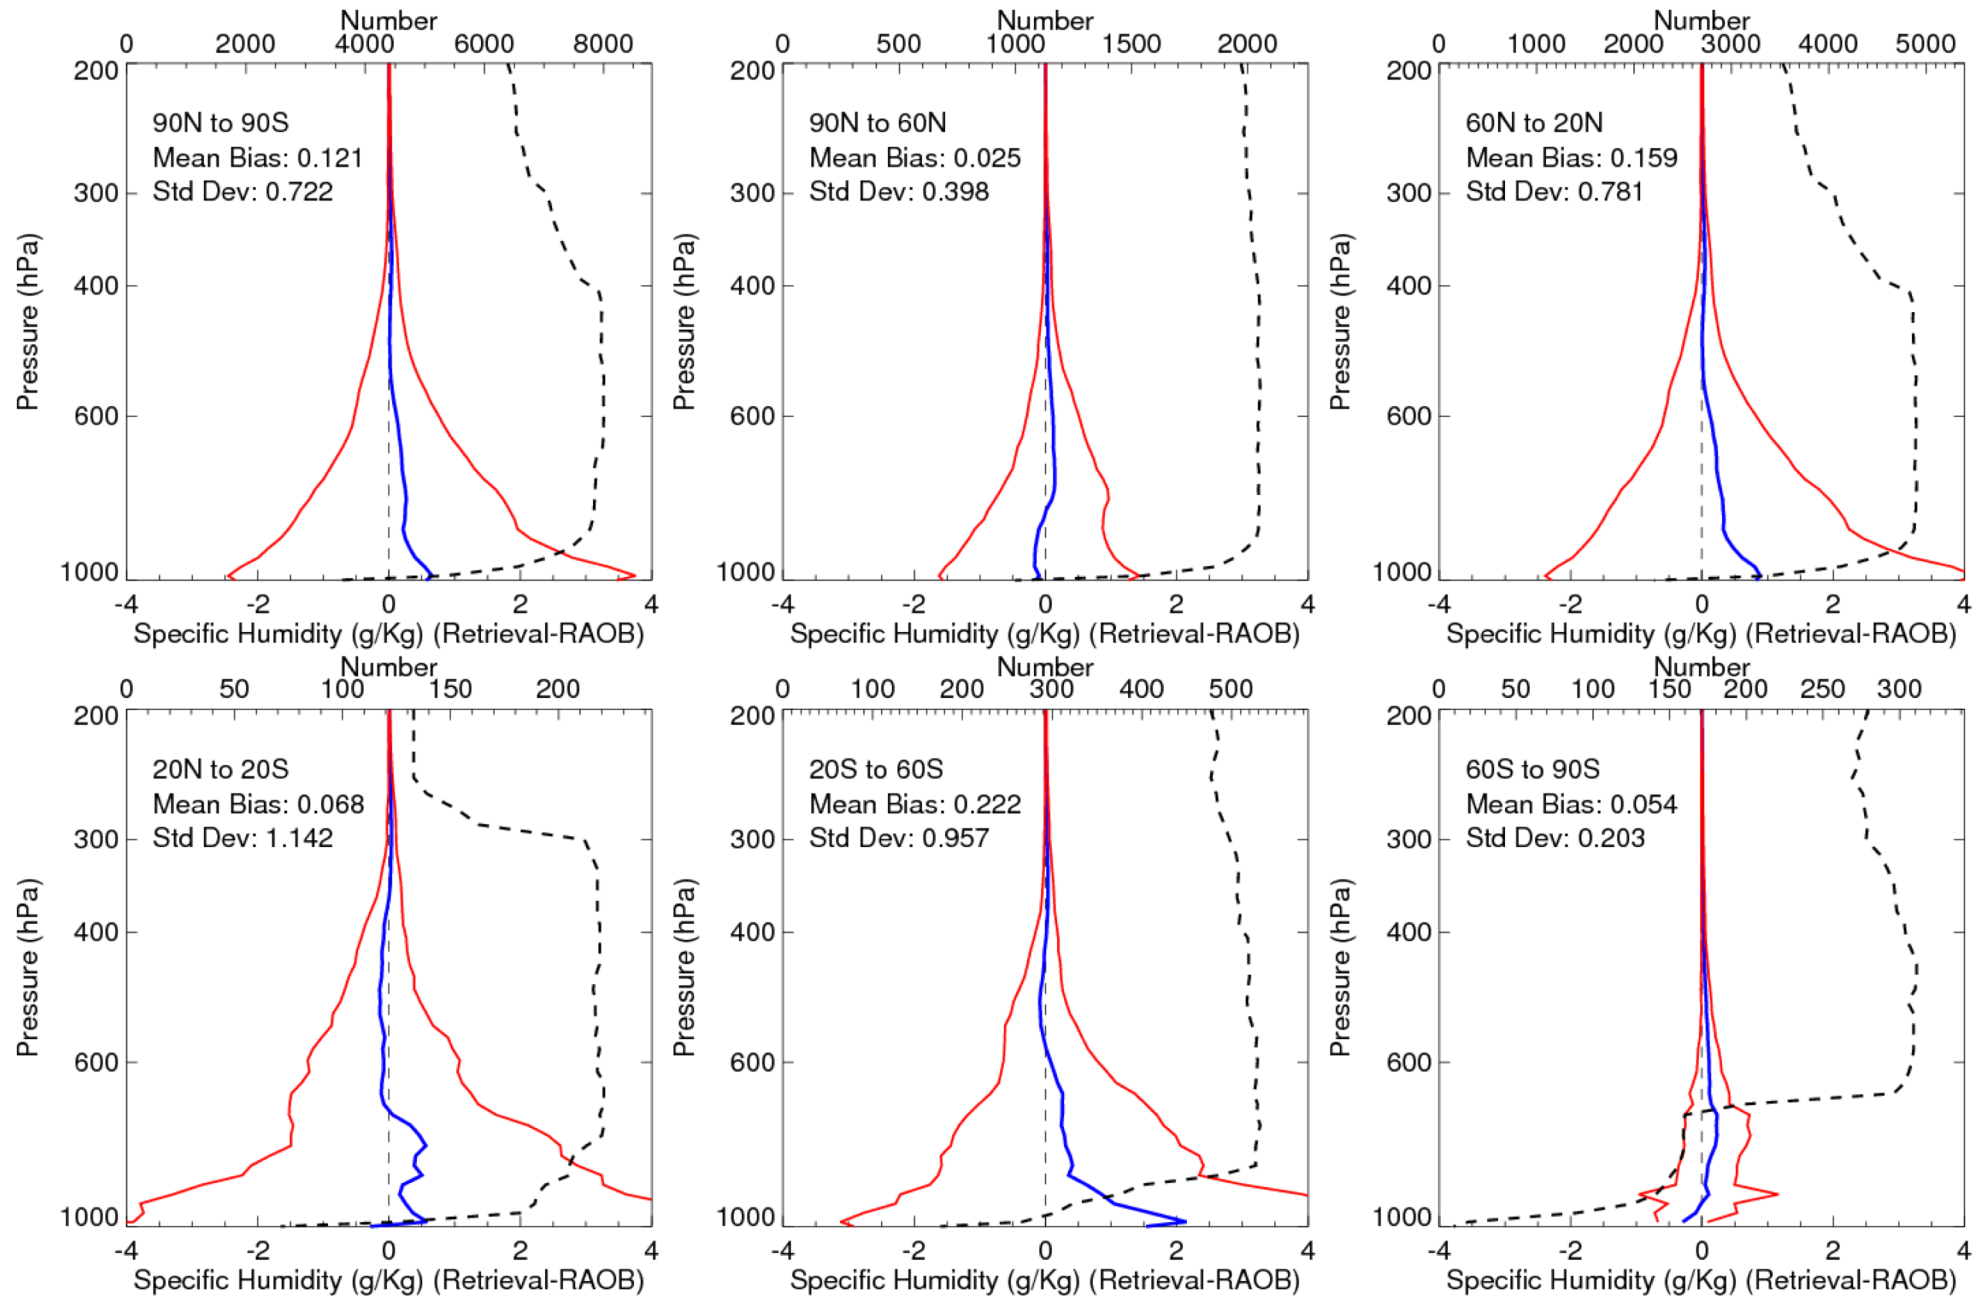 Number
0 2000 4000 6000 8000
200
300
400
600
1000
Pressure (hPa)
90N to 90S
Mean Bias: 0.121
Std Dev: 0.722
-4 -2 0 2 4
Specific Humidity (g/Kg) (Retrieval-RAOB)
Number
0 500 1000 1500 2000
200
300
400
600
1000
Pressure (hPa)
90N to 60N
Mean Bias: 0.025
Std Dev: 0.398
-4 -2 0 2 4
Specific Humidity (g/Kg) (Retrieval-RAOB)
Number
0 1000 2000 3000 4000 5000
200
300
400
600
1000
Pressure (hPa)
60N to 20N
Mean Bias: 0.159
Std Dev: 0.781
-4 -2 0 2 4
Specific Humidity (g/Kg) (Retrieval-RAOB)
Number
0 50 100 150 200
200
300
400
600
1000
Pressure (hPa)
20N to 20S
Mean Bias: 0.068
Std Dev: 1.142
-4 -2 0 2 4
Specific Humidity (g/Kg) (Retrieval-RAOB)
Number
0 100 200 300 400 500
200
300
400
600
1000
Pressure (hPa)
20S to 60S
Mean Bias: 0.222
Std Dev: 0.957
-4 -2 0 2 4
Specific Humidity (g/Kg) (Retrieval-RAOB)
Number
0 50 100 150 200 250 300
200
300
400
600
1000
Pressure (hPa)
60S to 90S
Mean Bias: 0.054
Std Dev: 0.203
-4 -2 0 2 4
Specific Humidity (g/Kg) (Retrieval-RAOB)